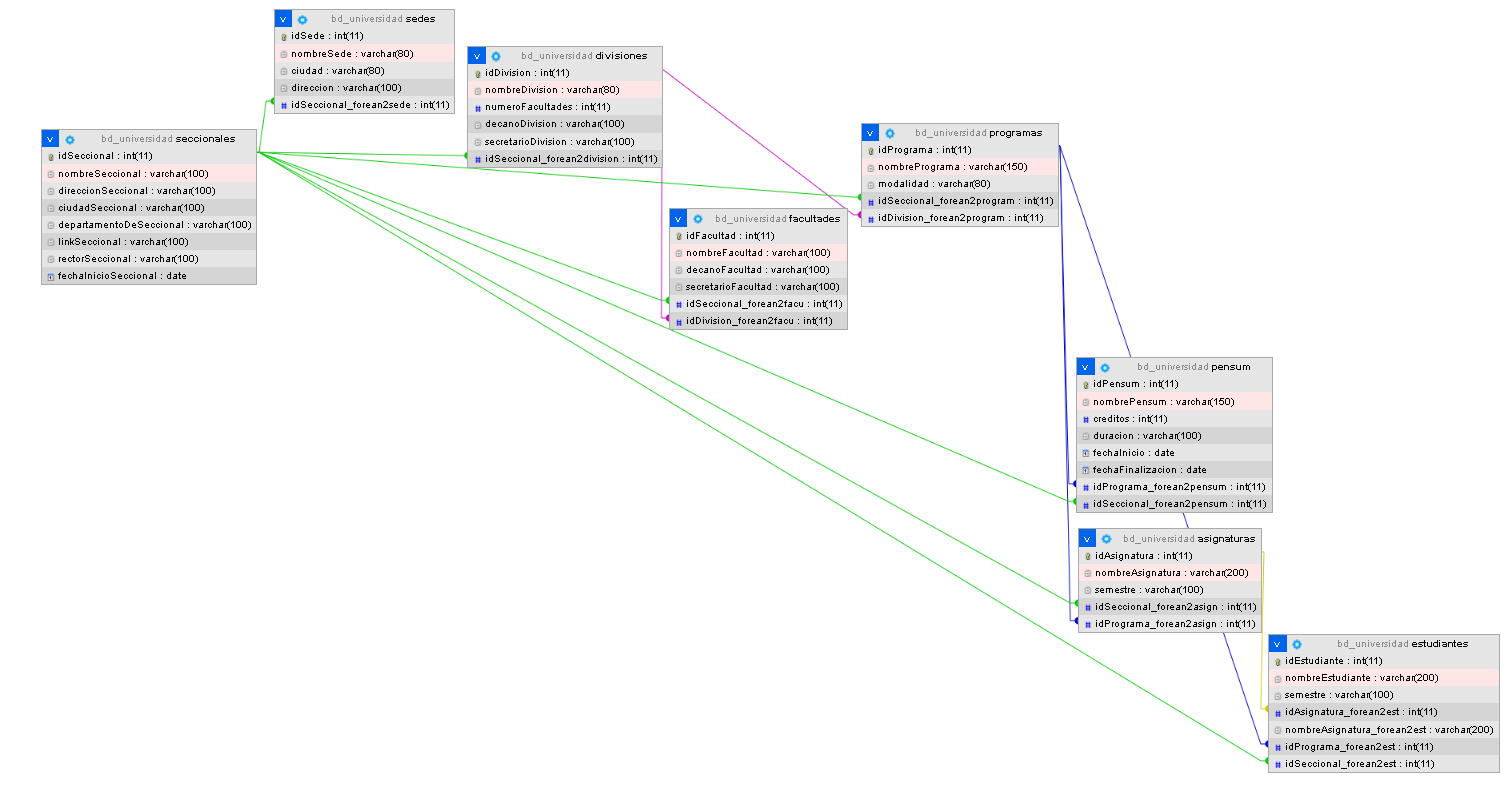 bd_universidad sedes
idSede : int(11)
nombreSede : varchar(80)
ciudad : varchar(80)
direccion : varchar(100)
idSeccional_forean2sede : int(11)
bd_universidad divisiones
idDivision : int(11)
nombreDivision : varchar(80)
numeroFacultades : int(11)
decanoDivision : varchar(100)
secretarioDivision : varchar(100)
idSeccional_forean2division : int(11)
bd_universidad seccionales
idSeccional : int(11)
nombreSeccional : varchar(100)
direccionSeccional : varchar(100)
ciudadSeccional : varchar(100)
departamentoDeSeccional : varchar(100)
linkSeccional : varchar(100)
rectorSeccional : varchar(100)
fechaInicioSeccional : date
bd_universidad programas
idPrograma : int(11)
nombrePrograma : varchar(150)
modalidad : varchar(80)
idSeccional_forean2program : int(11)
idDivision_forean2program : int(11)
bd_universidad facultades
idFacultad : int(11)
nombreFacultad : varchar(100)
decanoFacultad : varchar(100)
secretarioFacultad : varchar(100)
idSeccional_forean2facu : int(11)
idDivision_forean2facu : int(11)
bd_universidad pensum
idPensum : int(11)
nombrePensum : varchar(150)
creditos : int(11)
duracion : varchar(100)
fechaInicio : date
fechaFinalizacion : date
idPrograma_forean2pensum : int(11)
idSeccional_forean2pensum : int(11)
bd_universidad asignaturas
idAsignatura : int(11)
nombreAsignatura : varchar(200)
semestre : varchar(100)
idSeccional_forean2asign : int(11)
idPrograma_forean2asign : int(11)
bd_universidad estudiantes
idEstudiante : int(11)
nombreEstudiante : varchar(200)
semestre : varchar(100)
idAsignatura_forean2est : int(11)
nombreAsignatura_forean2est : varchar(200)
idPrograma_forean2est : int(11)
idSeccional_forean2est : int(11)